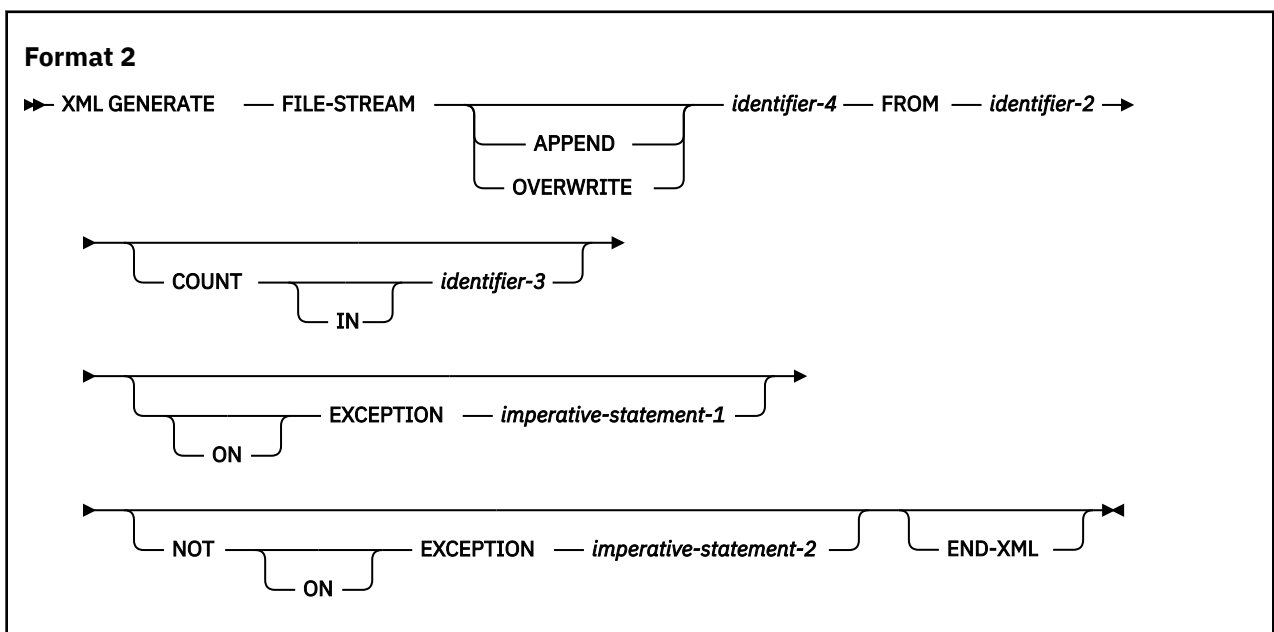 Format 2
XML GENERATE FILE-STREAM identifier-4 FROM identifier-2
APPEND
OVERWRITE
COUNT identifier-3
IN
EXCEPTION imperative-statement-1
ON
NOT EXCEPTION imperative-statement-2 END-XML
ON